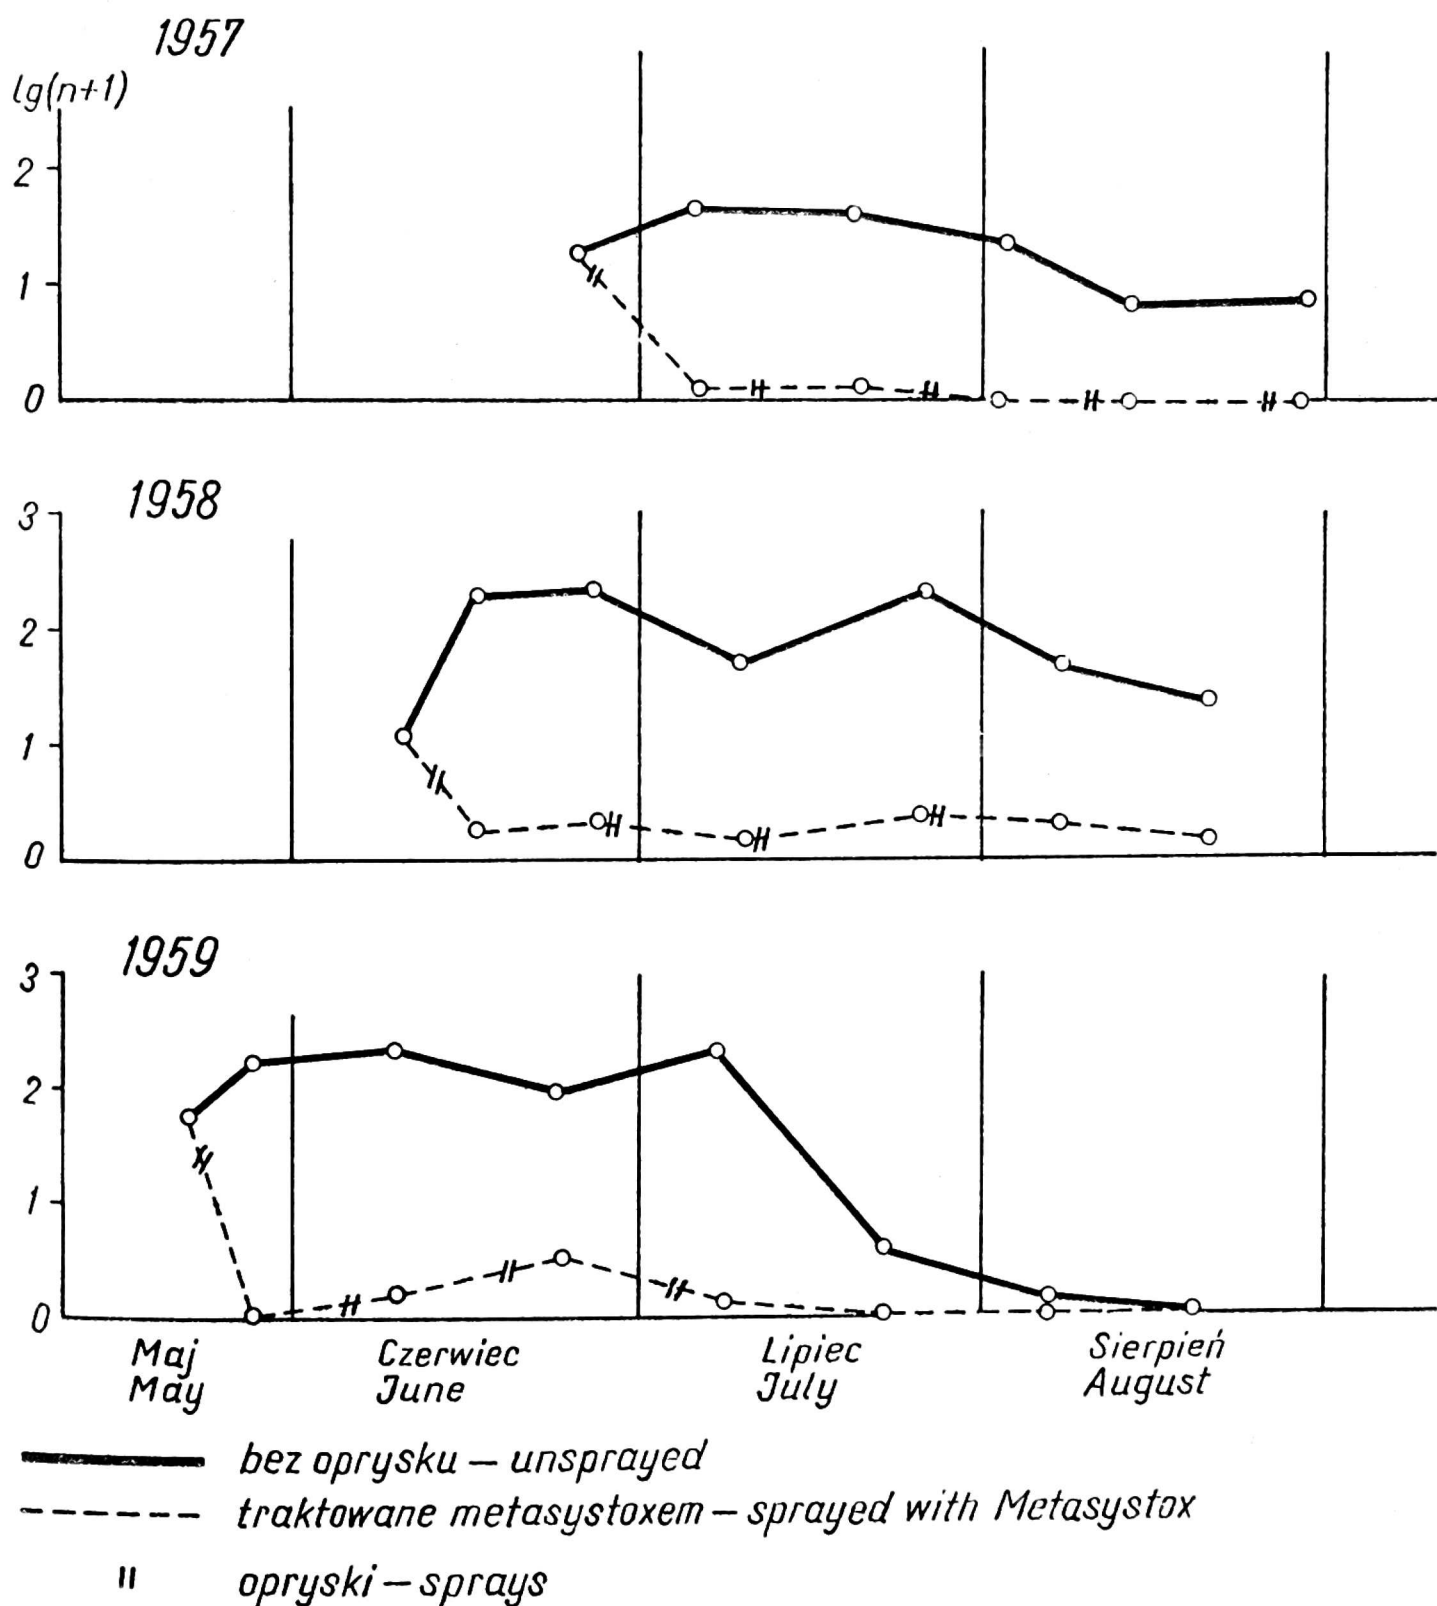 1957
lg(n+1)
2
1
0
1958
3
2
1
0
1959
3
2
1
0
Maj
May
Czerwiec
June
Lipiec
July
Sierpień
August
bez oprysku – unsprayed
traktowane metasystoxem – sprayed with Metasystox
" opryski – sprays